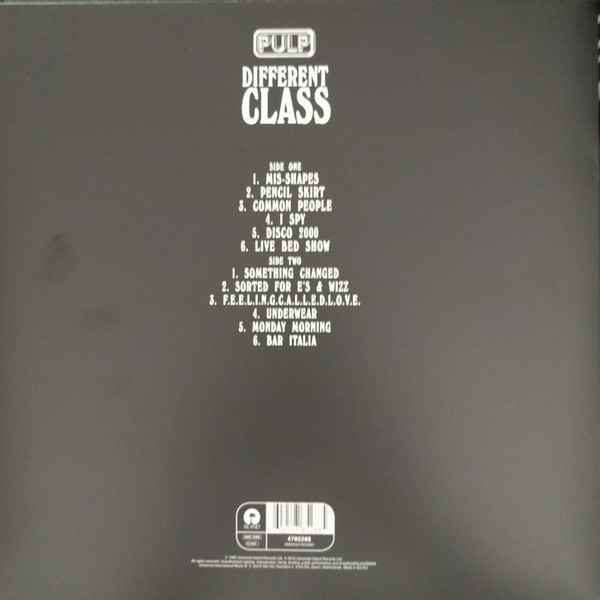 PULP
DIFFERENT
CLASS
SIDE ONE
1. MIS-SHAPES
2. PENCIL SKIRT
3. COMMON PEOPLE
4. I SPY
5. DISCO 2000
6. LIVE BED SHOW
SIDE TWO
1. SOMETHING CHANGED
2. SORTED FOR E'S & WIZZ
3. F.E.E.L.I.N.G.C.A.L.L.E.D.L.O.V.E.
4. UNDERWEAR
5. MONDAY MORNING
6. BAR ITALIA
ISLAND
4780288